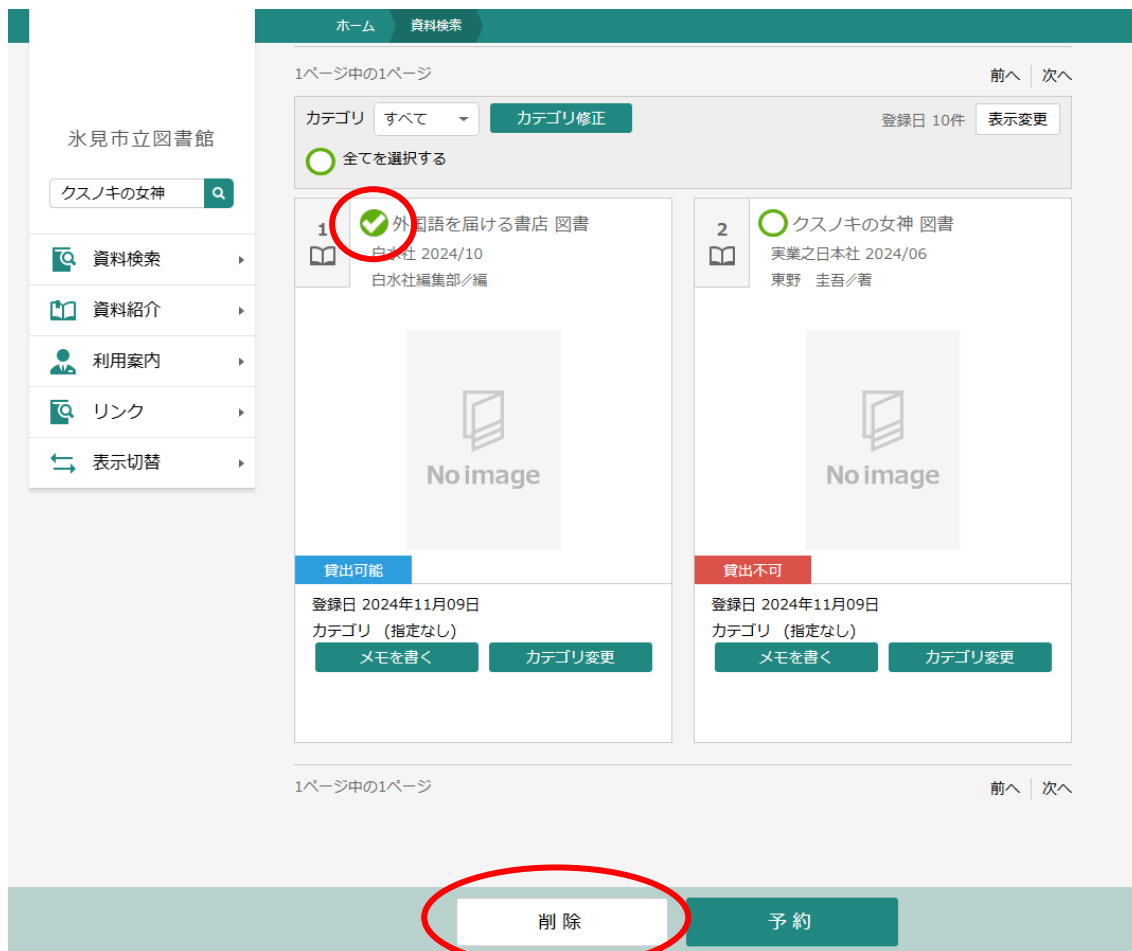 ホーム 資料検索
氷見市立図書館
クスノキの女神
資料検索
資料紹介
利用案内
リンク
表示切替
1ページ中の1ページ 前へ 次へ
カテゴリ すべて カテゴリ修正 登録日 10件 表示変更
全てを選択する
1 外国語を届ける書店 図書
白水社 2024/10
白水社編集部∥編
No image
貸出可能
登録日 2024年11月09日
カテゴリ (指定なし)
メモを書く カテゴリ変更
2 クスノキの女神 図書
実業之日本社 2024/06
東野 圭吾∥著
No image
貸出不可
登録日 2024年11月09日
カテゴリ (指定なし)
メモを書く カテゴリ変更
1ページ中の1ページ 前へ 次へ
削除 予約